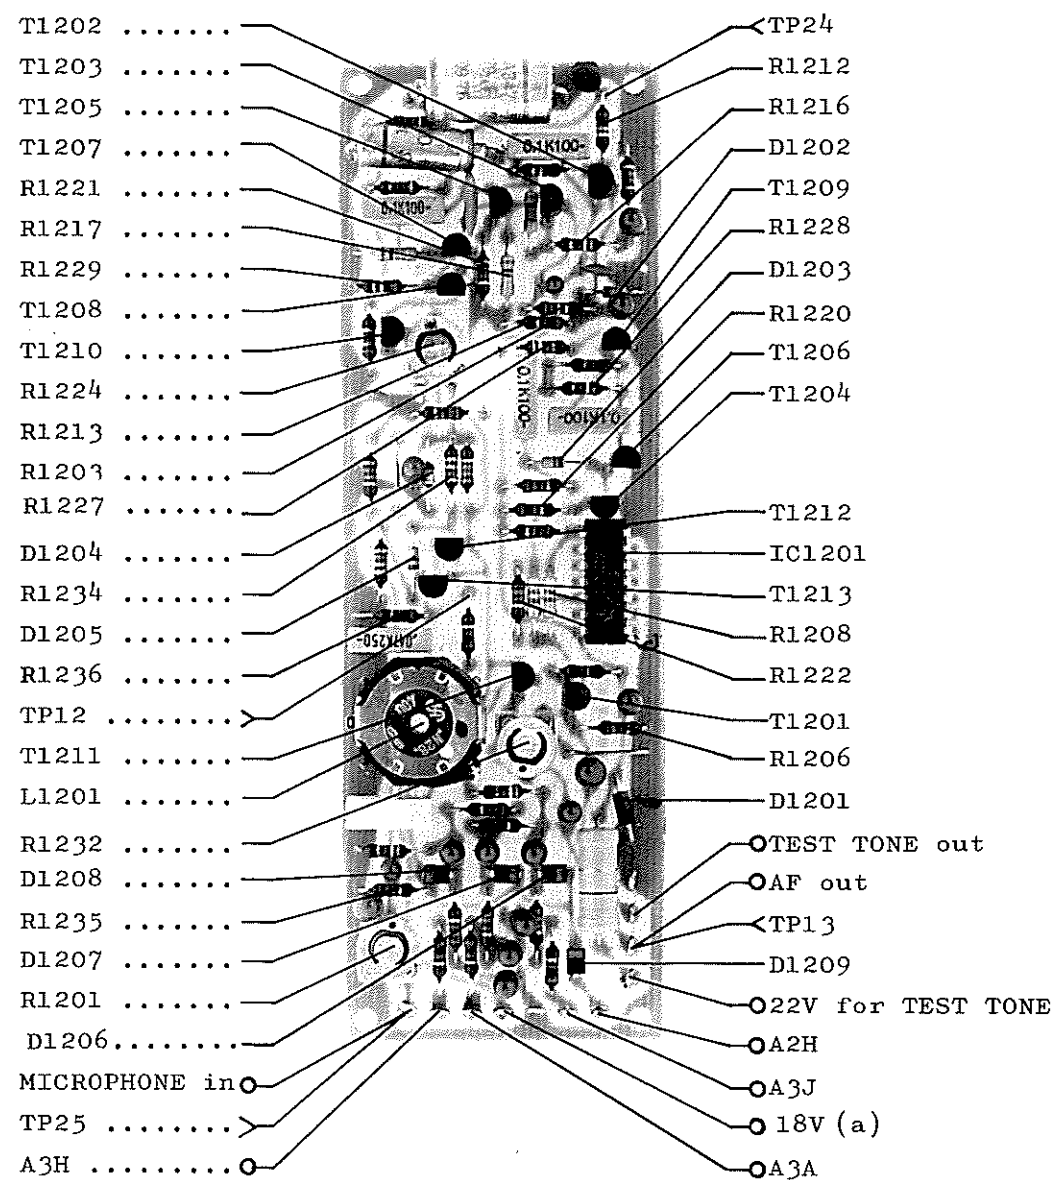 T1202 .......
T1203 .......
T1205 .......
T1207 .......
R1221 .......
R1217 .......
R1229 .......
T1208 .......
T1210 .......
R1224 .......
R1213 .......
R1203 .......
R1227 .......
D1204 .......
R1234 .......
D1205 .......
R1236 .......
TP12 ........
T1211 .......
L1201 .......
R1232 .......
D1208 .......
R1235 .......
D1207 .......
R1201 .......
D1206........
MICROPHONE in
TP25 ........
A3H .........
0.1K100-
0.1K100-
0.1K100-
0.1K100-
.047K250-
TP24
R1212
R1216
D1202
T1209
R1228
D1203
R1220
T1206
T1204
T1212
IC1201
T1213
R1208
R1222
T1201
R1206
D1201
TEST TONE out
AF out
TP13
D1209
22V for TEST TONE
A2H
A3J
18V (a)
A3A